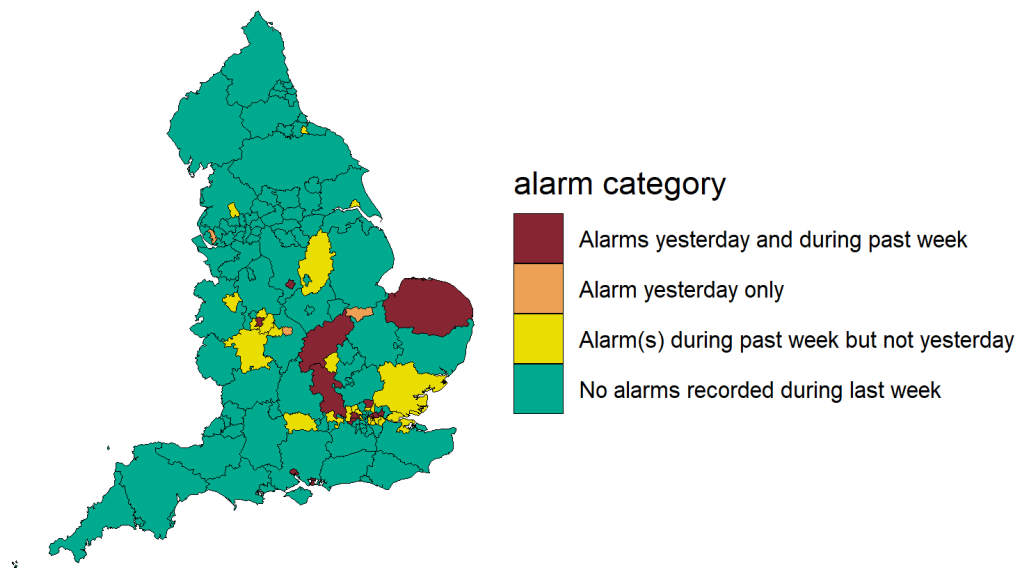 alarm category
Alarms yesterday and during past week
Alarm yesterday only
Alarm(s) during past week but not yesterday
No alarms recorded during last week